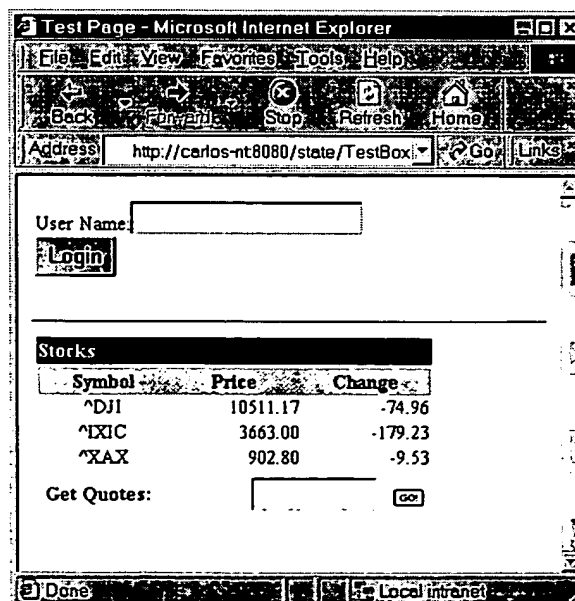 Test Page - Microsoft Internet Explorer
File Edit View Favorites Tools Help
Back Forward Stop Refresh Home
Address http://carlos-nt:8080/state/TestBox Go Links
User Name:
Login
Stocks
Symbol Price Change
^DJI 10511.17 -74.96
^IXIC 3663.00 -179.23
^XAX 902.80 -9.53
Get Quotes: GO!
Done Local intranet